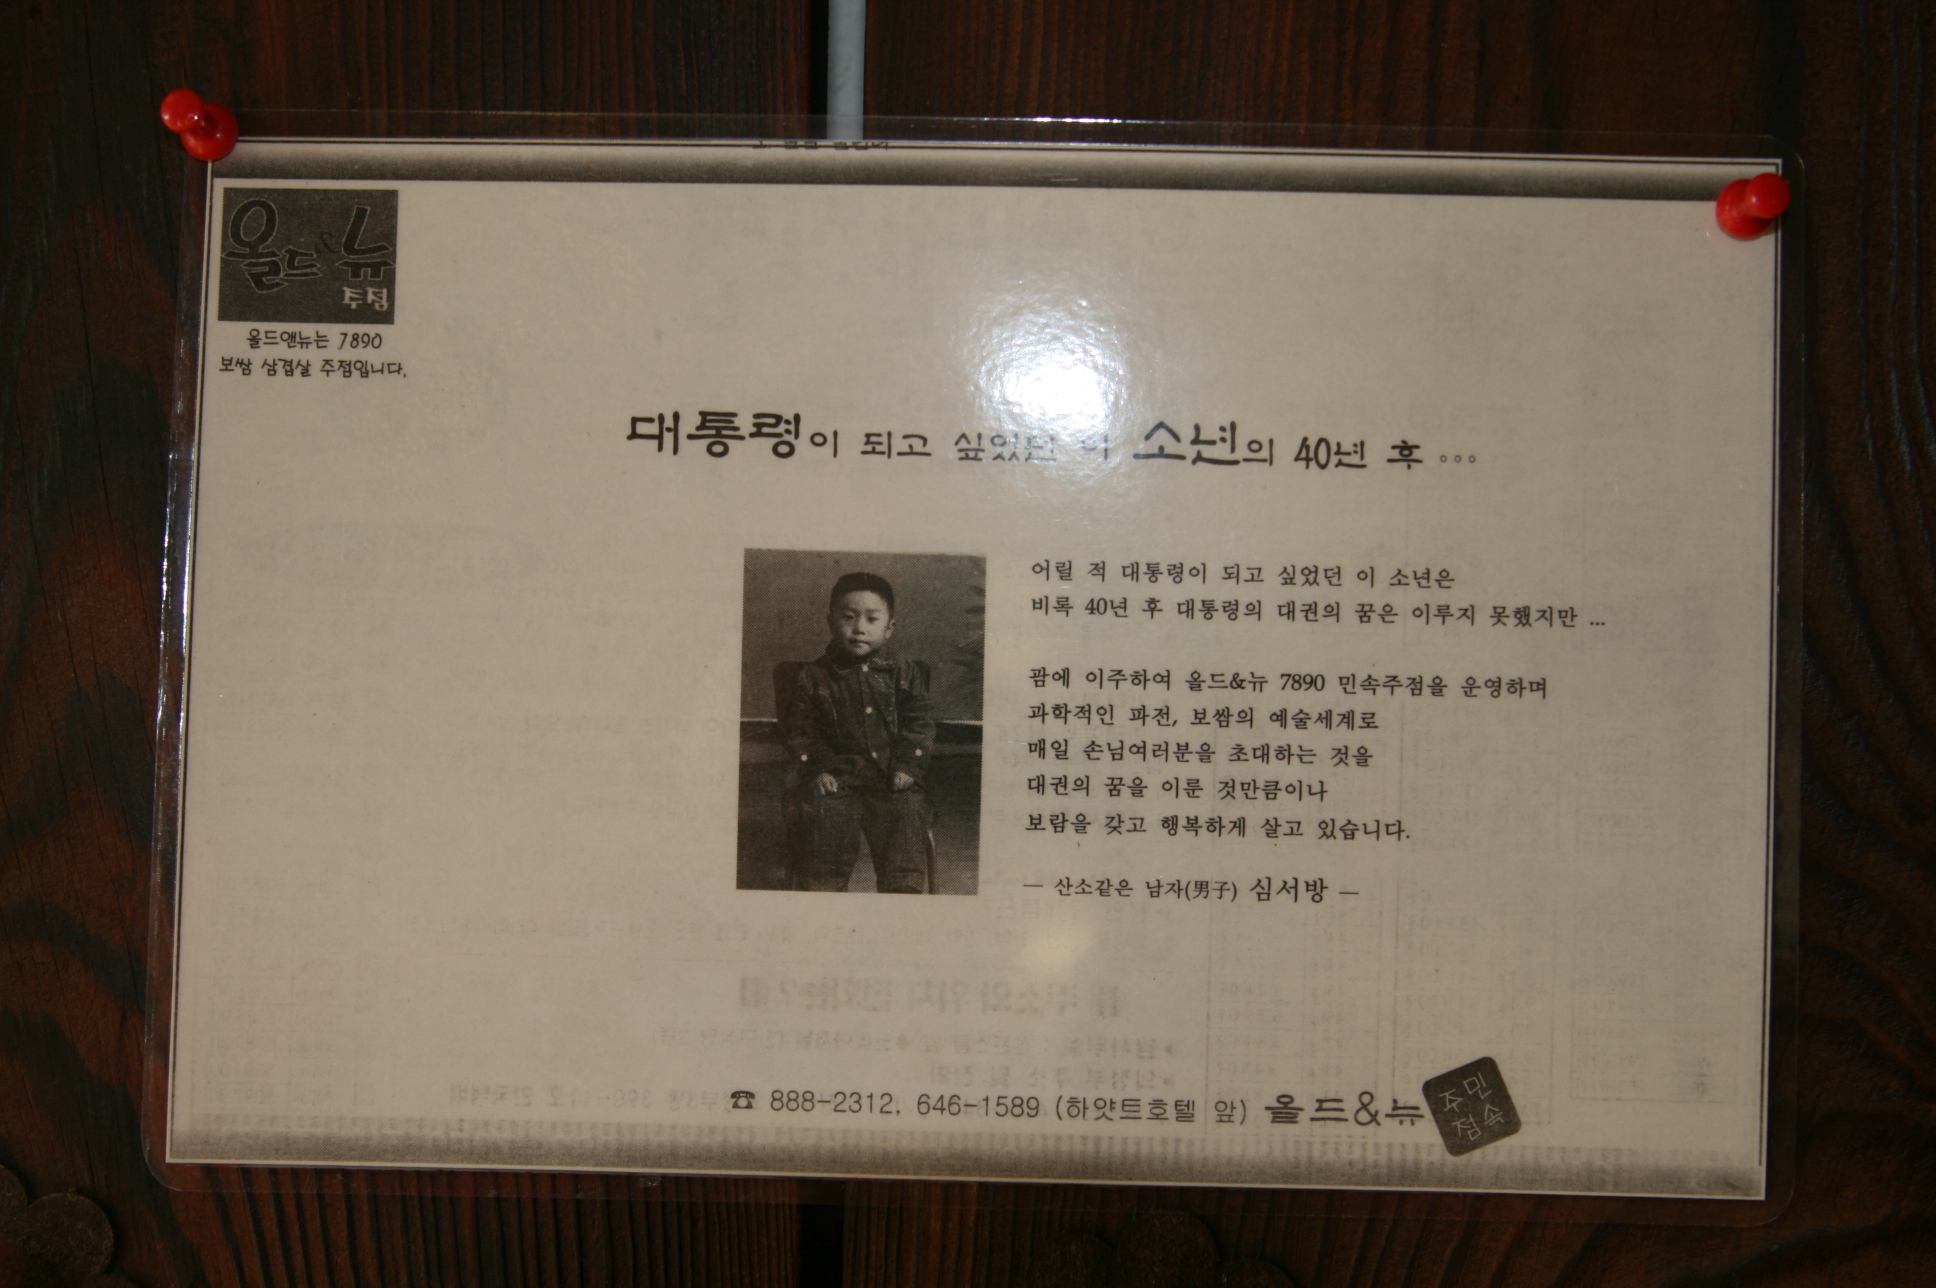 올드&뉴
주점
올드앤뉴는 7890
보쌈 삼겹살 주점입니다.
대통령이 되고 싶었던 이 소년의 40년 후 ...
어릴 적 대통령이 되고 싶었던 이 소년은
비록 40년 후 대통령의 대권의 꿈은 이루지 못했지만 ...
괌에 이주하여 올드&뉴 7890 민속주점을 운영하며
과학적인 파전, 보쌈의 예술세계로
매일 손님여러분을 초대하는 것을
대권의 꿈을 이룬 것만큼이나
보람을 갖고 행복하게 살고 있습니다.
— 산소같은 남자(男子) 심서방 —
☎ 888-2312, 646-1589 (하얏트호텔 앞) 올드&뉴 민속주점